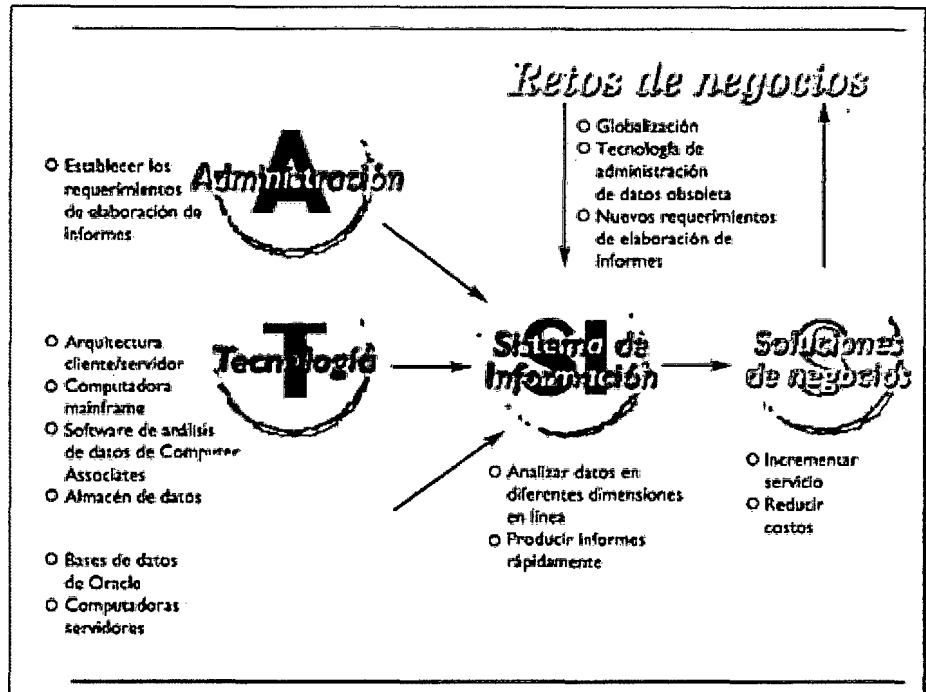 Retos de negocios
O Globalización
O Tecnología de
administración
de datos obsoleta
O Nuevos requerimientos
de elaboración de
informes
O Establecer los
requerimientos
de elaboración de
informes
A
Administración
O Arquitectura
cliente/servidor
O Computadora
mainframe
O Software de análisis
de datos de Computer
Associates
O Almacén de datos
O Bases de datos
de Oracle
O Computadoras
servidores
T
Tecnología
SI
Sistema de
Información
O Analizar datos en
diferentes dimensiones
en línea
O Producir informes
rápidamente
S
Soluciones
de negocios
O Incrementar
servicio
O Reducir
costos